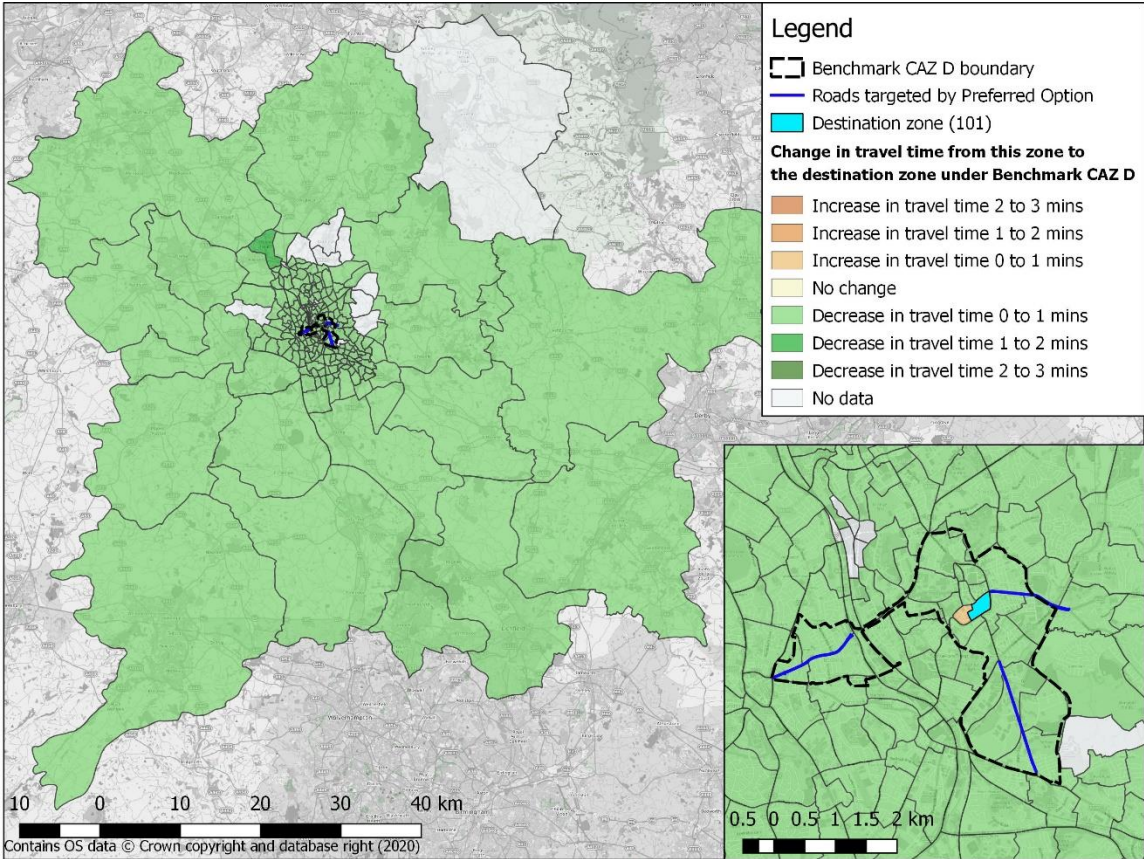 Legend
Benchmark CAZ D boundary
Roads targeted by Preferred Option
Destination zone (101)
Change in travel time from this zone to
the destination zone under Benchmark CAZ D
Increase in travel time 2 to 3 mins
Increase in travel time 1 to 2 mins
Increase in travel time 0 to 1 mins
No change
Decrease in travel time 0 to 1 mins
Decrease in travel time 1 to 2 mins
Decrease in travel time 2 to 3 mins
No data
Derby
Wolverhampton
10 0 10 20 30 40 km
Contains OS data © Crown copyright and database right (2020)
0.5 0 0.5 1 1.5 2 km